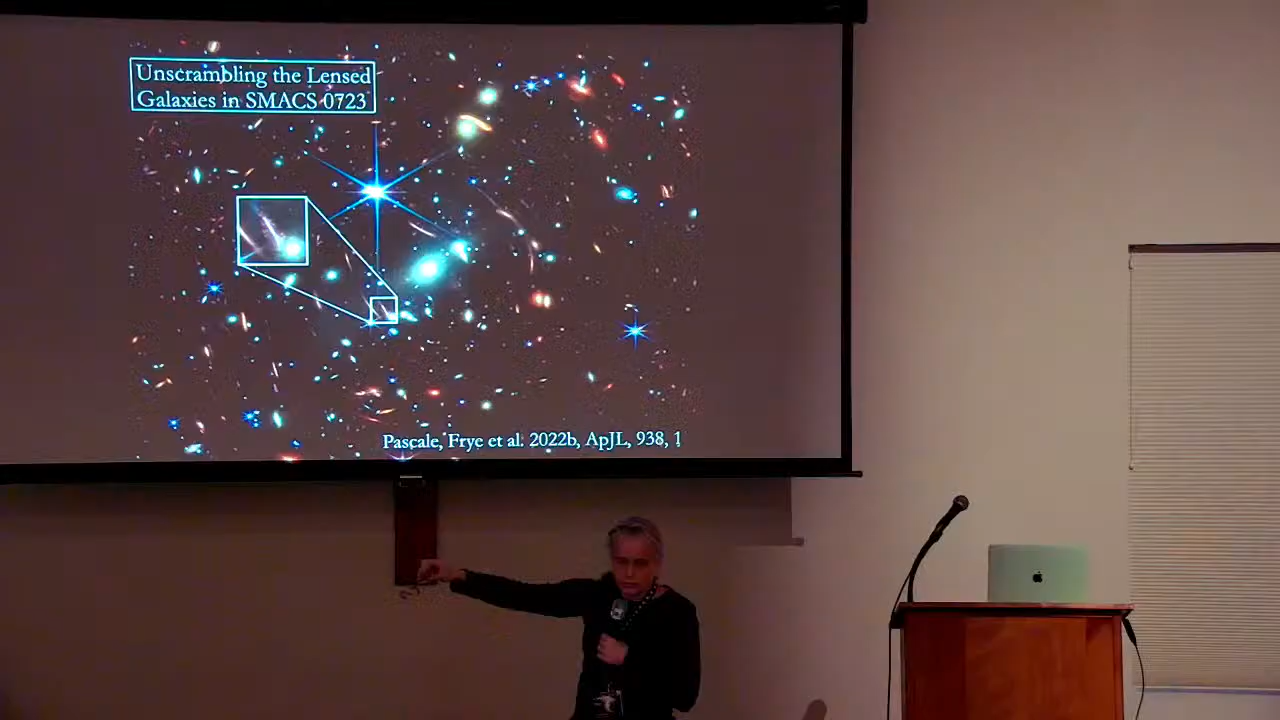 Unscrambling the Lensed
Galaxies in SMACS 0723
Pascale, Frye et al. 2022b, ApJL, 938, 1